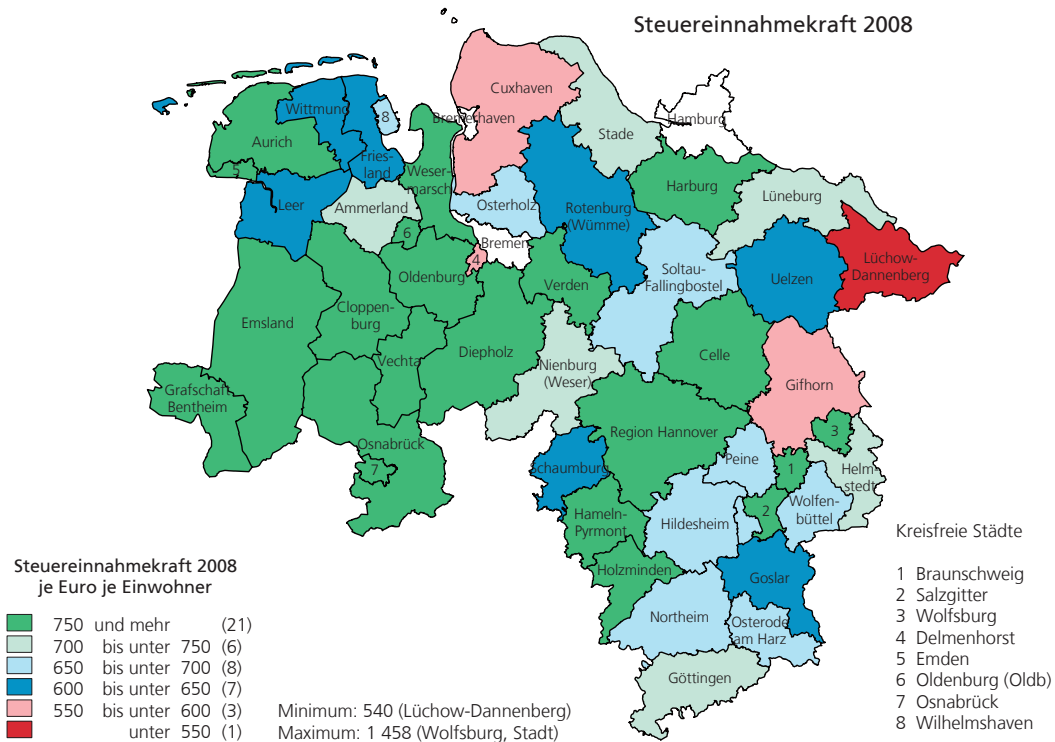 Steuereinnahmekraft 2008
Cuxhaven
Wittmund
8
Bremerhaven
Hamburg
Stade
Aurich
Fries-
land
Weser-
marsch
5
Harburg
Lüneburg
Leer
Ammerland
Osterholz
Rotenburg
(Wümme)
6
Bremen
4
Lüchow-
Dannenberg
Soltau-
Fallingbostel
Uelzen
Oldenburg
Verden
Cloppen-
burg
Emsland
Diepholz
Celle
Vechta
Nienburg
(Weser)
Gifhorn
Grafschaft
Bentheim
Region Hannover
3
Osnabrück
7
Schaumburg
Peine
1
Helm-
stedt
Wolfen-
büttel
2
Hameln-
Pyrmont
Hildesheim
Holzminden
Goslar
Northeim
Osterode
am Harz
Göttingen
Kreisfreie Städte
1 Braunschweig
2 Salzgitter
3 Wolfsburg
4 Delmenhorst
5 Emden
6 Oldenburg (Oldb)
7 Osnabrück
8 Wilhelmshaven
Steuereinnahmekraft 2008
je Euro je Einwohner
750 und mehr (21)
700 bis unter 750 (6)
650 bis unter 700 (8)
600 bis unter 650 (7)
550 bis unter 600 (3)
unter 550 (1)
Minimum: 540 (Lüchow-Dannenberg)
Maximum: 1 458 (Wolfsburg, Stadt)